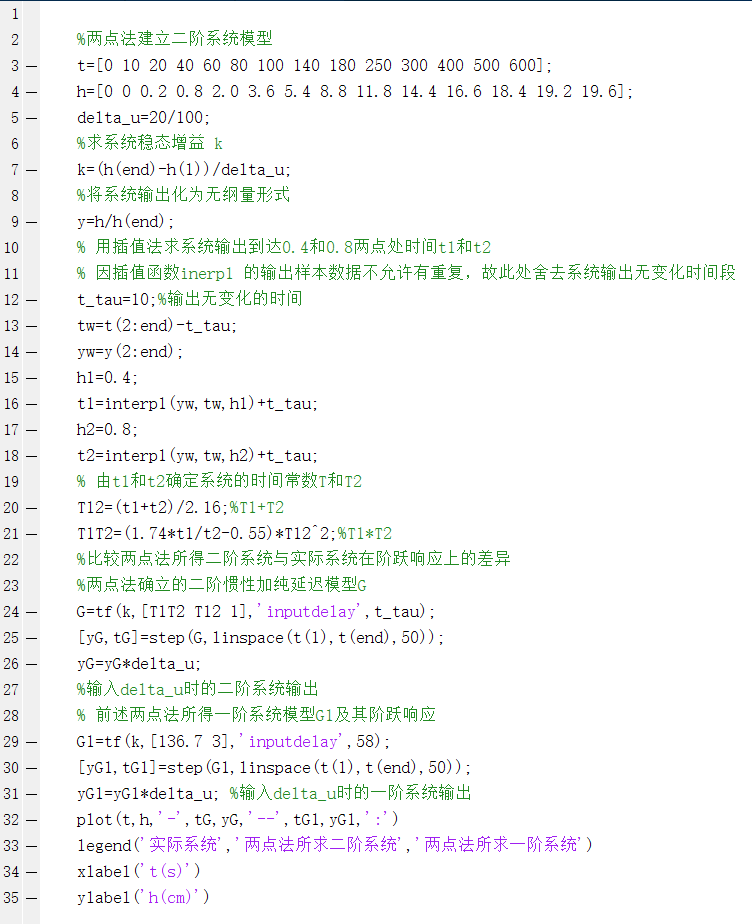 1
2 %两点法建立二阶系统模型
3 — t=[0 10 20 40 60 80 100 140 180 250 300 400 500 600];
4 — h=[0 0 0.2 0.8 2.0 3.6 5.4 8.8 11.8 14.4 16.6 18.4 19.2 19.6];
5 — delta_u=20/100;
6 %求系统稳态增益 k
7 — k=(h(end)-h(1))/delta_u;
8 %将系统输出化为无纲量形式
9 — y=h/h(end);
10 % 用插值法求系统输出到达0.4和0.8两点处时间t1和t2
11 % 因插值函数inerp1 的输出样本数据不允许有重复，故此处舍去系统输出无变化时间段
12 — t_tau=10;%输出无变化的时间
13 — tw=t(2:end)-t_tau;
14 — yw=y(2:end);
15 — h1=0.4;
16 — t1=interp1(yw,tw,h1)+t_tau;
17 — h2=0.8;
18 — t2=interp1(yw,tw,h2)+t_tau;
19 % 由t1和t2确定系统的时间常数T和T2
20 — T12=(t1+t2)/2.16;%T1+T2
21 — T1T2=(1.74*t1/t2-0.55)*T12^2;%T1*T2
22 %比较两点法所得二阶系统与实际系统在阶跃响应上的差异
23 %两点法确立的二阶惯性加纯延迟模型G
24 — G=tf(k,[T1T2 T12 1],'inputdelay',t_tau);
25 — [yG,tG]=step(G,linspace(t(1),t(end),50));
26 — yG=yG*delta_u;
27 %输入delta_u时的二阶系统输出
28 % 前述两点法所得一阶系统模型G1及其阶跃响应
29 — G1=tf(k,[136.7 3],'inputdelay',58);
30 — [yG1,tG1]=step(G1,linspace(t(1),t(end),50));
31 — yG1=yG1*delta_u; %输入delta_u时的一阶系统输出
32 — plot(t,h,'-',tG,yG,'--',tG1,yG1,':')
33 — legend('实际系统','两点法所求二阶系统','两点法所求一阶系统')
34 — xlabel('t(s)')
35 — ylabel('h(cm)')